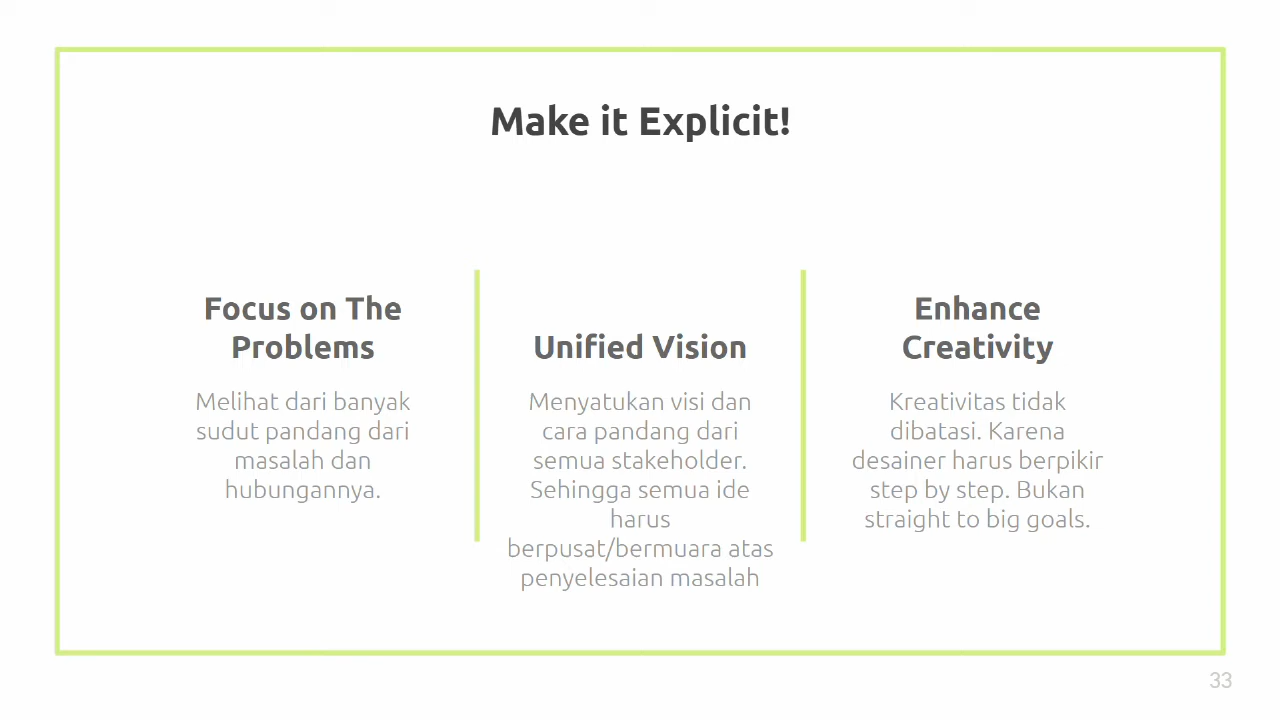 Make it Explicit!
Focus on The
Problems
Melihat dari banyak
sudut pandang dari
masalah dan
hubungannya.
Unified Vision
Menyatukan visi dan
cara pandang dari
semua stakeholder.
Sehingga semua ide
harus
berpusat/bermuara atas
penyelesaian masalah
Enhance
Creativity
Kreativitas tidak
dibatasi. Karena
desainer harus berpikir
step by step. Bukan
straight to big goals.
33